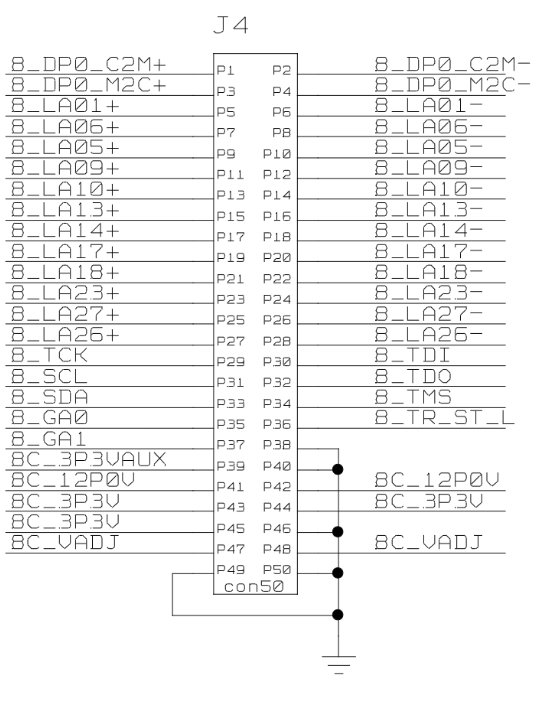 J4
8_DP0_C2M+ P1 P2 8_DP0_C2M-
8_DP0_M2C+ P3 P4 8_DP0_M2C-
8_LA01+ P5 P6 8_LA01-
8_LA06+ P7 P8 8_LA06-
8_LA05+ P9 P10 8_LA05-
8_LA09+ P11 P12 8_LA09-
8_LA10+ P13 P14 8_LA10-
8_LA13+ P15 P16 8_LA13-
8_LA14+ P17 P18 8_LA14-
8_LA17+ P19 P20 8_LA17-
8_LA18+ P21 P22 8_LA18-
8_LA23+ P23 P24 8_LA23-
8_LA27+ P25 P26 8_LA27-
8_LA26+ P27 P28 8_LA26-
8_TCK P29 P30 8_TDI
8_SCL P31 P32 8_TDO
8_SDA P33 P34 8_TMS
8_GA0 P35 P36 8_TR_ST_L
8_GA1 P37 P38
8C_3P3VAUX P39 P40
8C_12P0V P41 P42 8C_12P0V
8C_3P3V P43 P44 8C_3P3V
8C_3P3V P45 P46
8C_VADJ P47 P48 8C_VADJ
P49 P50
con50